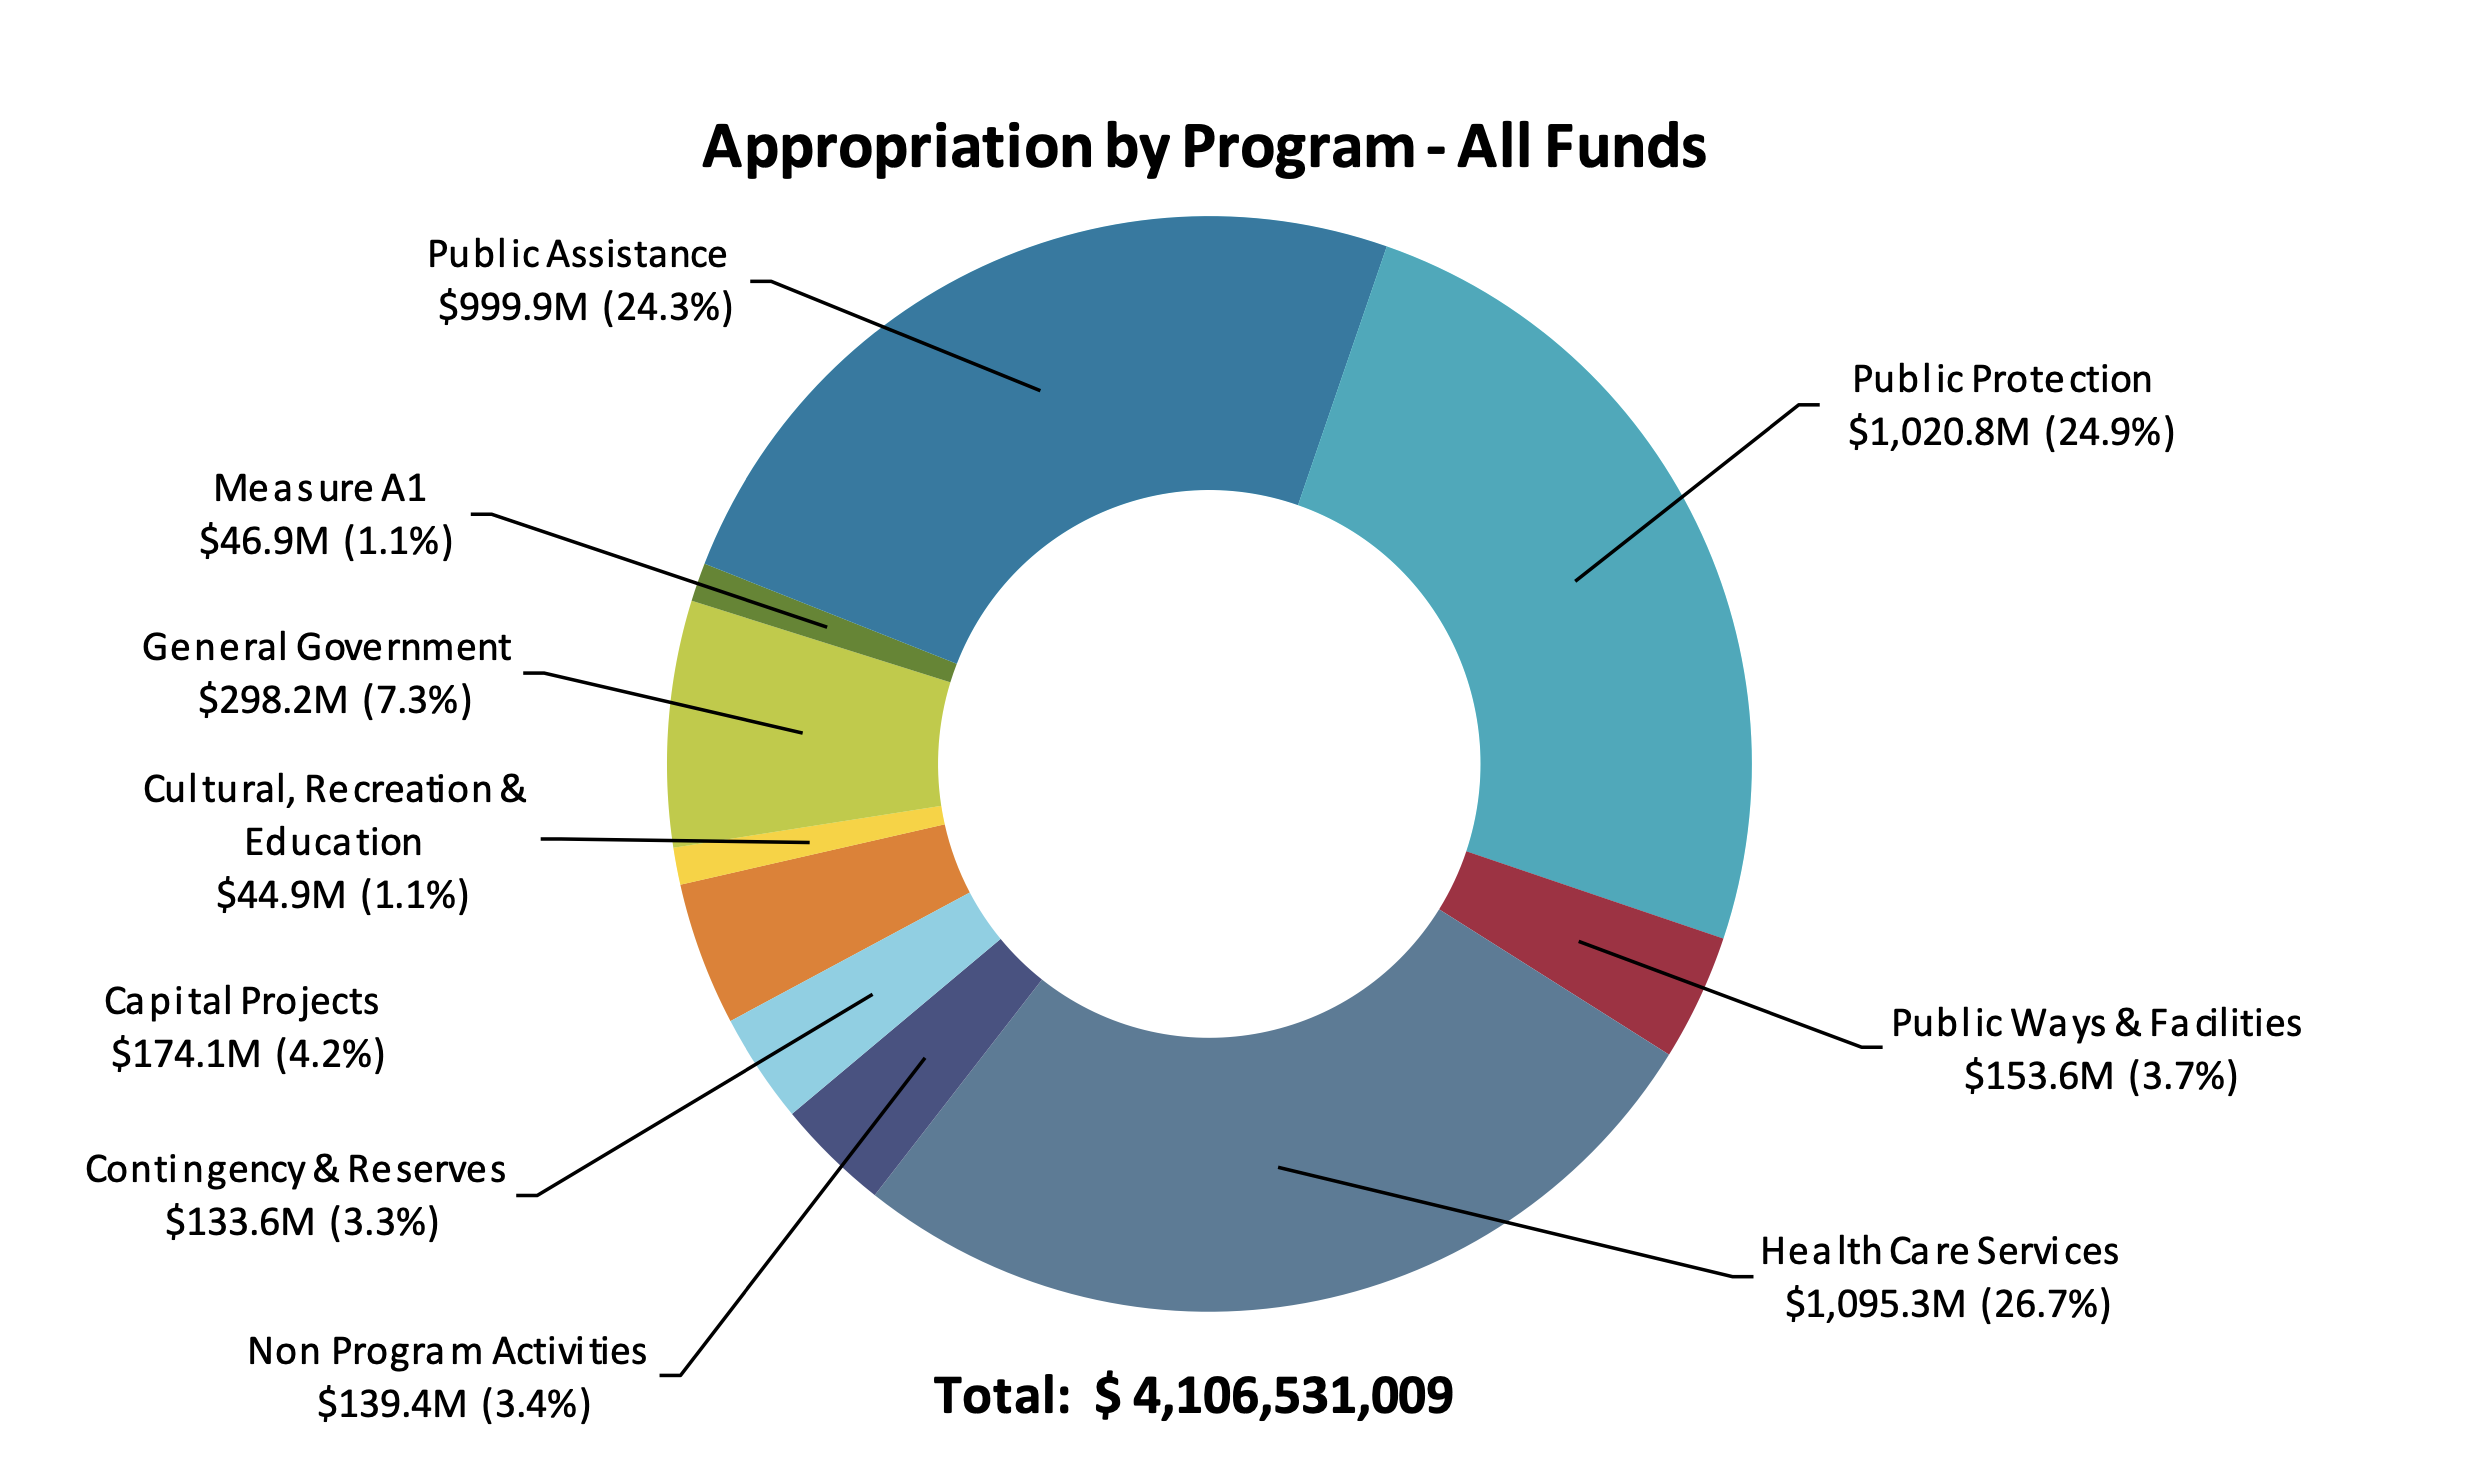 Appropriation by Program - All Funds
Public Assistance
$999.9M (24.3%)
Public Protection
$1,020.8M (24.9%)
Measure A1
$46.9M (1.1%)
General Government
$298.2M (7.3%)
Cultural, Recreation &
Education
$44.9M (1.1%)
Capital Projects
$174.1M (4.2%)
Public Ways & Facilities
$153.6M (3.7%)
Contingency & Reserves
$133.6M (3.3%)
Health Care Services
$1,095.3M (26.7%)
Non Program Activities
$139.4M (3.4%)
Total: $ 4,106,531,009